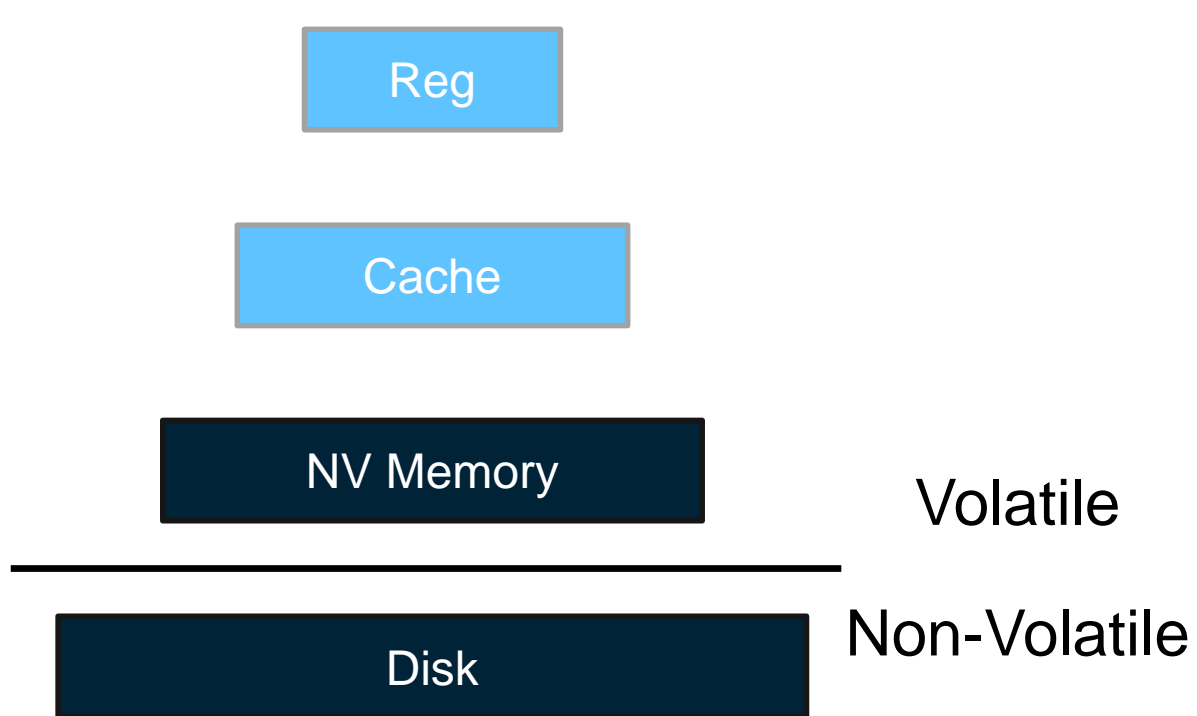 Reg
Cache
NV Memory
Volatile
Non-Volatile
Disk